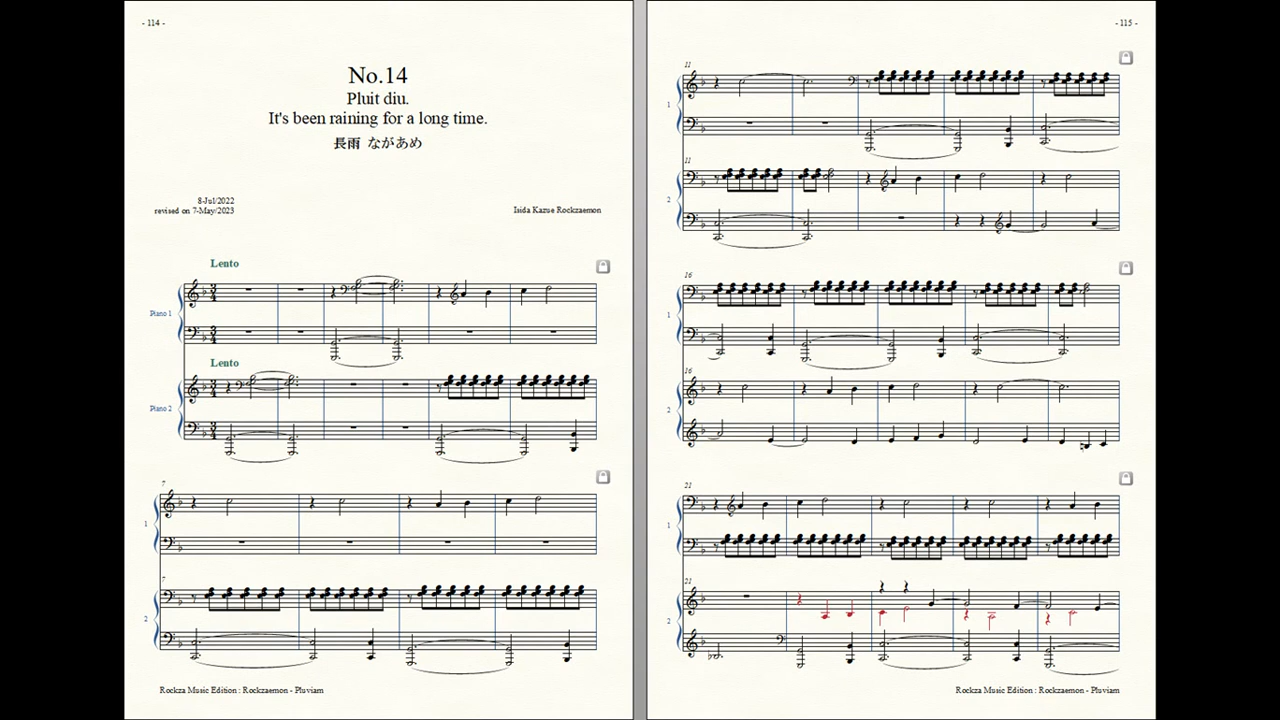 - 114 -
No.14
Pluit diu.
It's been raining for a long time.
長雨 ながあめ
8-Jul/2022
revised on 7-May/2023
Isida Kazue Rockzaemon
Lento
Piano 1
Lento
Piano 2
7
1
7
2
Rockza Music Edition : Rockzaemon - Pluviam
- 115 -
11
1
11
2
16
1
16
2
21
1
21
2
Rockza Music Edition : Rockzaemon - Pluviam